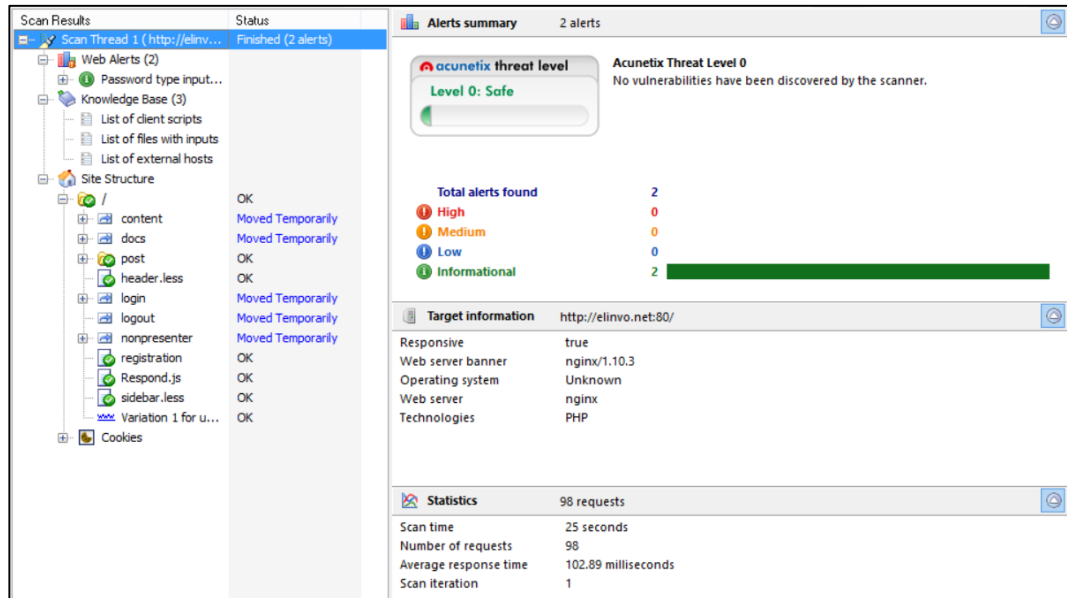 Scan Results Status
Scan Thread 1 ( http://elinv... Finished (2 alerts)
Web Alerts (2)
Password type input...
Knowledge Base (3)
List of client scripts
List of files with inputs
List of external hosts
Site Structure
/ OK
content Moved Temporarily
docs Moved Temporarily
post OK
header.less OK
login Moved Temporarily
logout Moved Temporarily
nonpresenter Moved Temporarily
registration OK
Respond.js OK
sidebar.less OK
Variation 1 for u... OK
Cookies
Alerts summary 2 alerts
acunetix threat level
Level 0: Safe
Acunetix Threat Level 0
No vulnerabilities have been discovered by the scanner.
Total alerts found 2
High 0
Medium 0
Low 0
Informational 2
Target information http://elinvo.net:80/
Responsive true
Web server banner nginx/1.10.3
Operating system Unknown
Web server nginx
Technologies PHP
Statistics 98 requests
Scan time 25 seconds
Number of requests 98
Average response time 102.89 milliseconds
Scan iteration 1